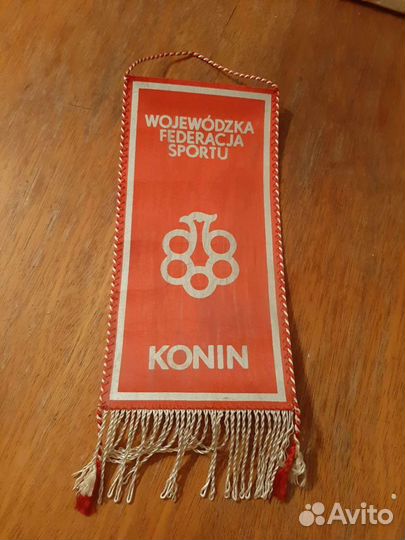 WOJEWÓDZKA
FEDERACJA
SPORTU
KONIN
Avito